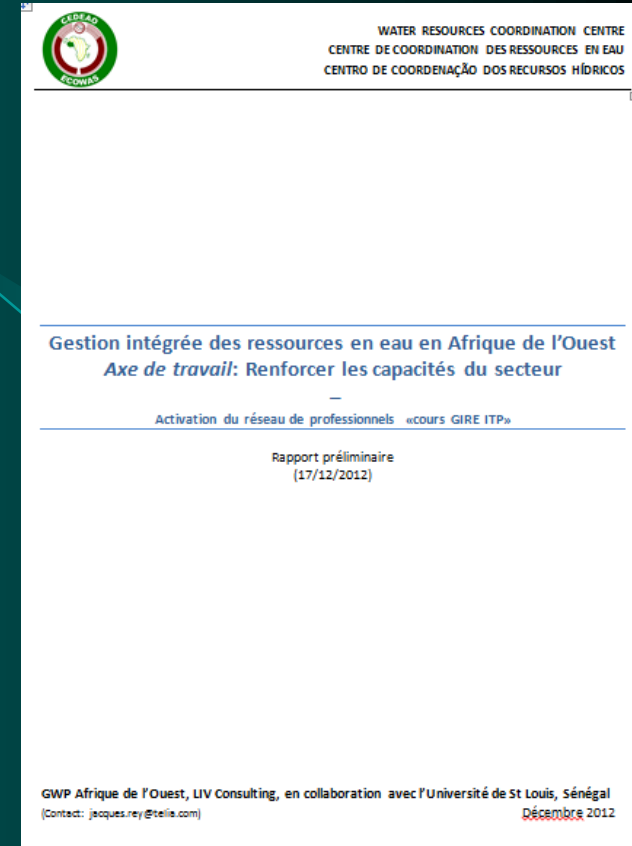 CEDEAO
ECOWAS
WATER RESOURCES COORDINATION CENTRE
CENTRE DE COORDINATION DES RESSOURCES EN EAU
CENTRO DE COORDENAÇÃO DOS RECURSOS HÍDRICOS
Gestion intégrée des ressources en eau en Afrique de l'Ouest
Axe de travail: Renforcer les capacités du secteur
–
Activation du réseau de professionnels «cours GIRE ITP»
Rapport préliminaire
(17/12/2012)
GWP Afrique de l'Ouest, LIV Consulting, en collaboration avec l'Université de St Louis, Sénégal
(Contact: jacques.rey@telia.com) Décembre 2012